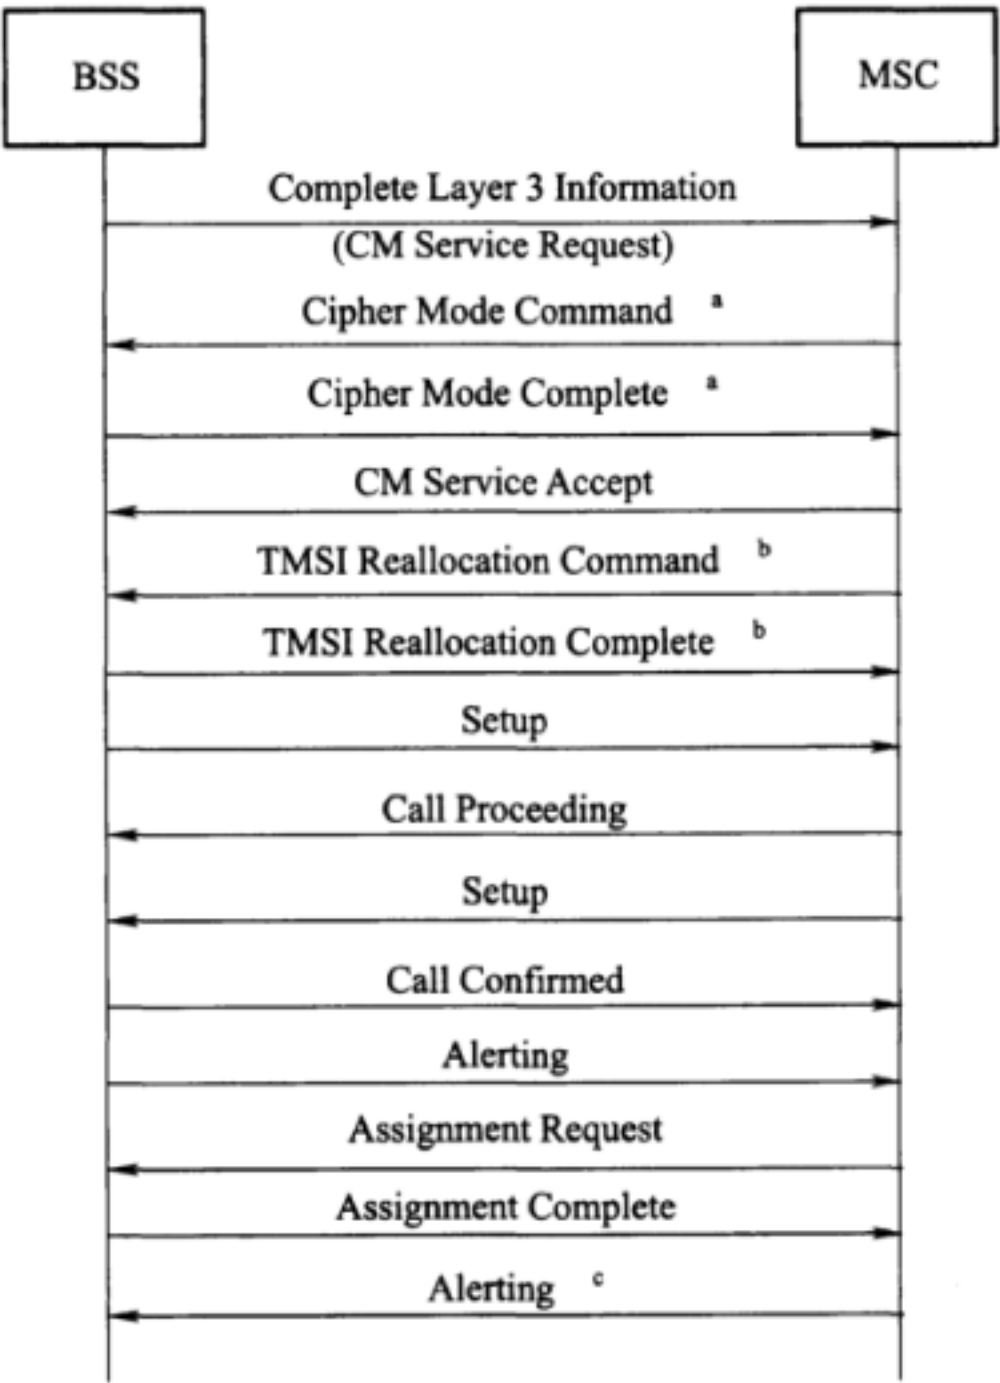 BSS
MSC
Complete Layer 3 Information
(CM Service Request)
Cipher Mode Command a
Cipher Mode Complete a
CM Service Accept
TMSI Reallocation Command b
TMSI Reallocation Complete b
Setup
Call Proceeding
Setup
Call Confirmed
Alerting
Assignment Request
Assignment Complete
Alerting c